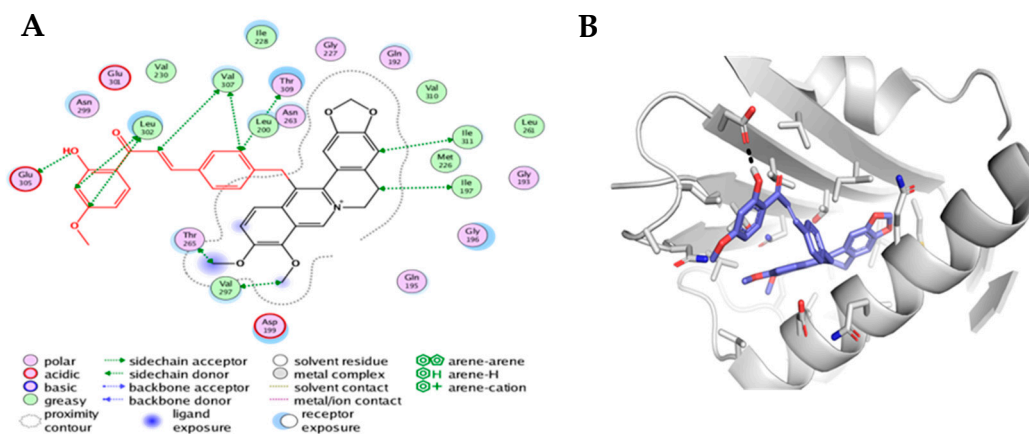 A
B
Ile
228
Gly
227
Gln
192
Glu
301
Val
230
Val
307
Thr
309
Asn
299
Leu
302
Leu
200
Asn
263
Val
310
O
O
O
HO
Ile
311
Leu
261
Glu
305
Met
226
Ile
197
Gly
193
N+
O
Thr
265
O
O
Gly
196
Val
297
Gln
195
Asp
199
polar
acidic
basic
greasy
proximity
contour
sidechain acceptor
sidechain donor
backbone acceptor
backbone donor
ligand
exposure
solvent residue
metal complex
solvent contact
metal/ion contact
receptor
exposure
arene-arene
H arene-H
+ arene-cation